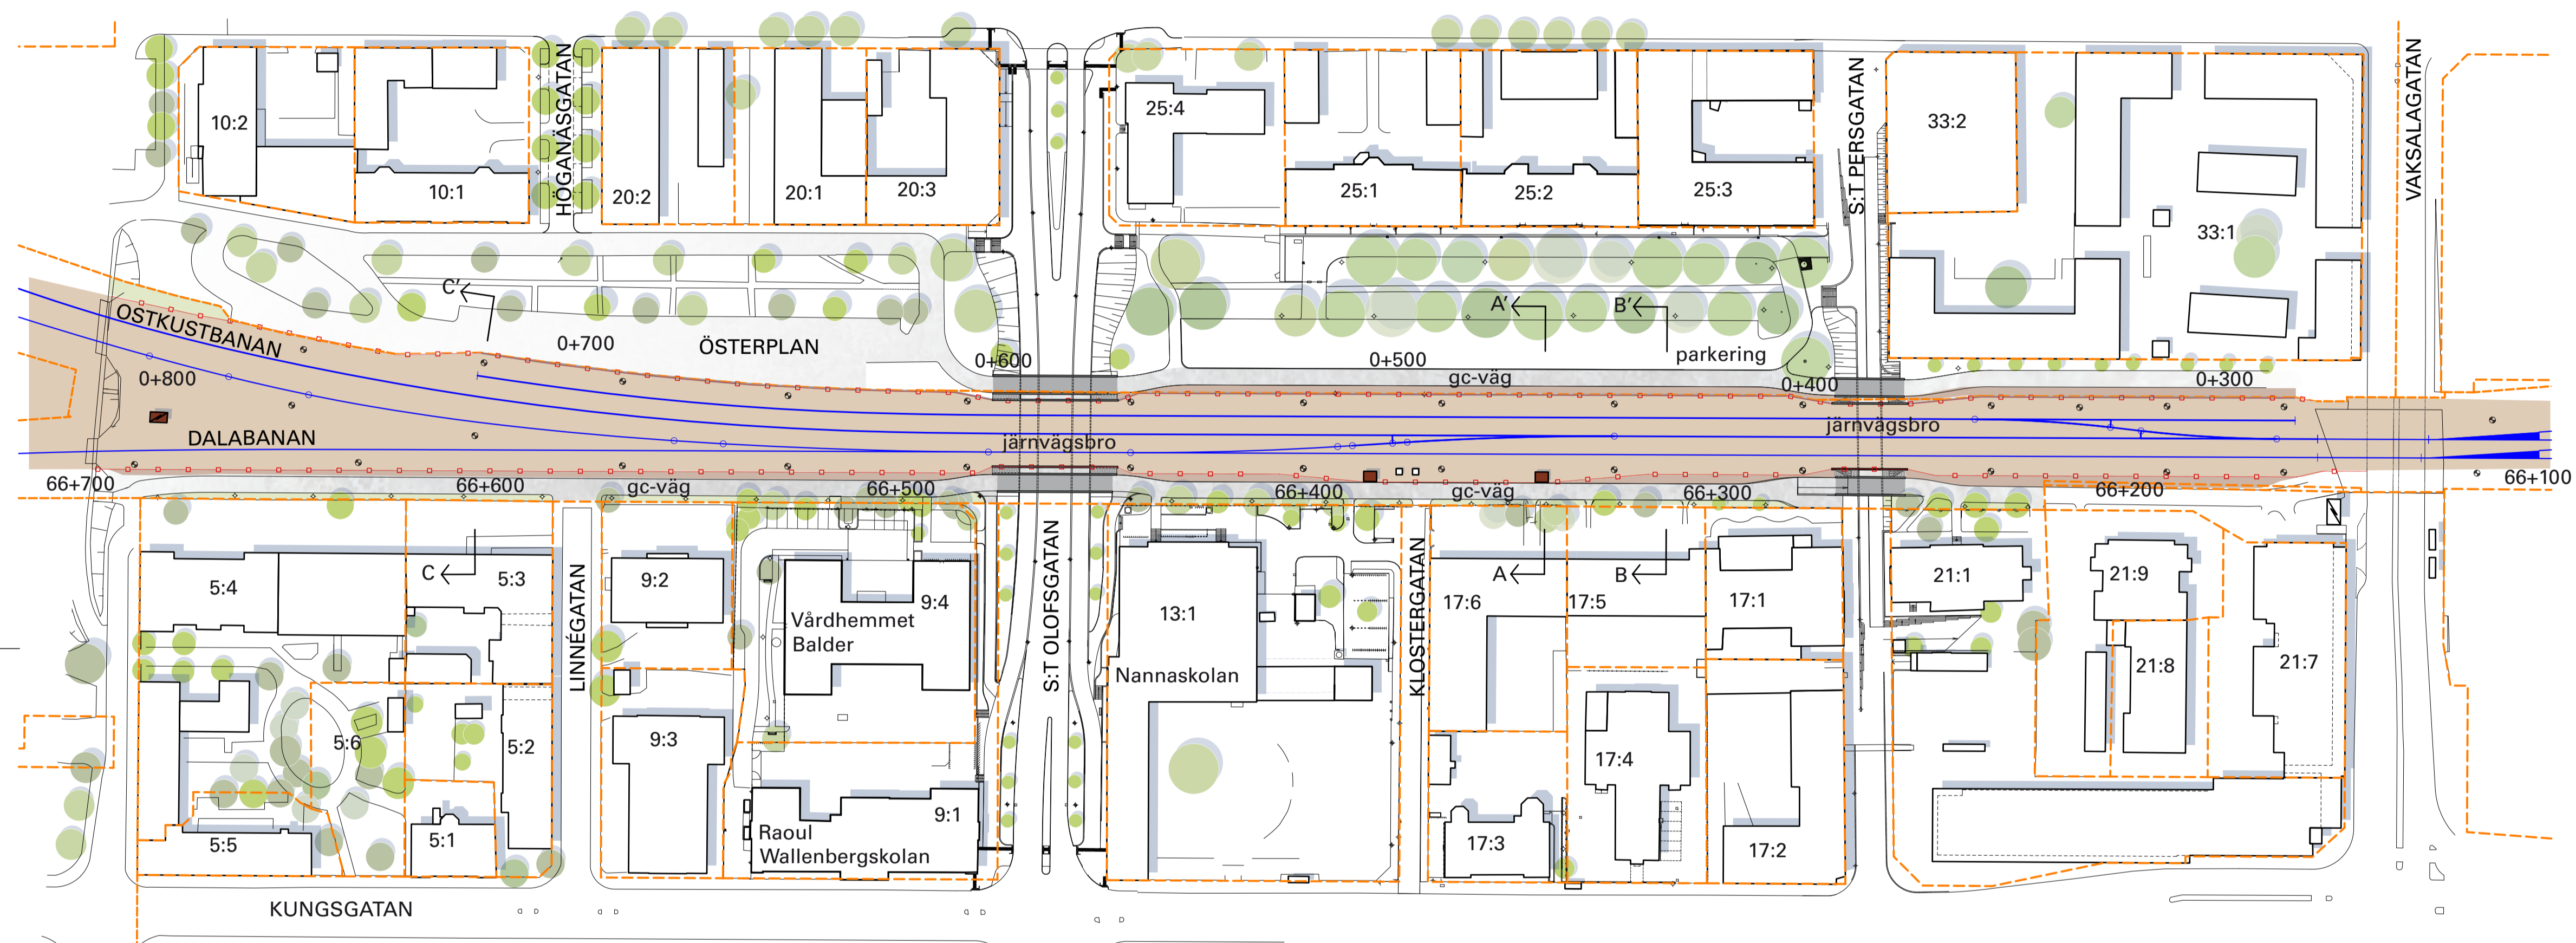 HÖGANÄSGATAN
S:T PERSGATAN
VAKSALAGATAN
10:2
10:1
20:2
20:1
20:3
25:4
25:1
25:2
25:3
33:2
33:1
C'
A'
B'
OSTKUSTBANAN
0+800
0+700
ÖSTERPLAN
0+600
0+500
parkering
gc-väg
0+400
0+300
DALABANAN
järnvägsbro
järnvägsbro
66+700
66+600
gc-väg
66+500
66+400
gc-väg
66+300
66+200
66+100
5:4
C
5:3
LINNÉGATAN
9:2
Vårdhemmet
Balder
9:4
S:T OLOFSGATAN
13:1
Nannaskolan
KLOSTERGATAN
17:6
A
17:5
B
17:1
21:1
21:9
21:8
21:7
5:6
5:2
9:3
17:4
5:5
5:1
Raoul
Wallenbergskolan
9:1
17:3
17:2
KUNGSGATAN